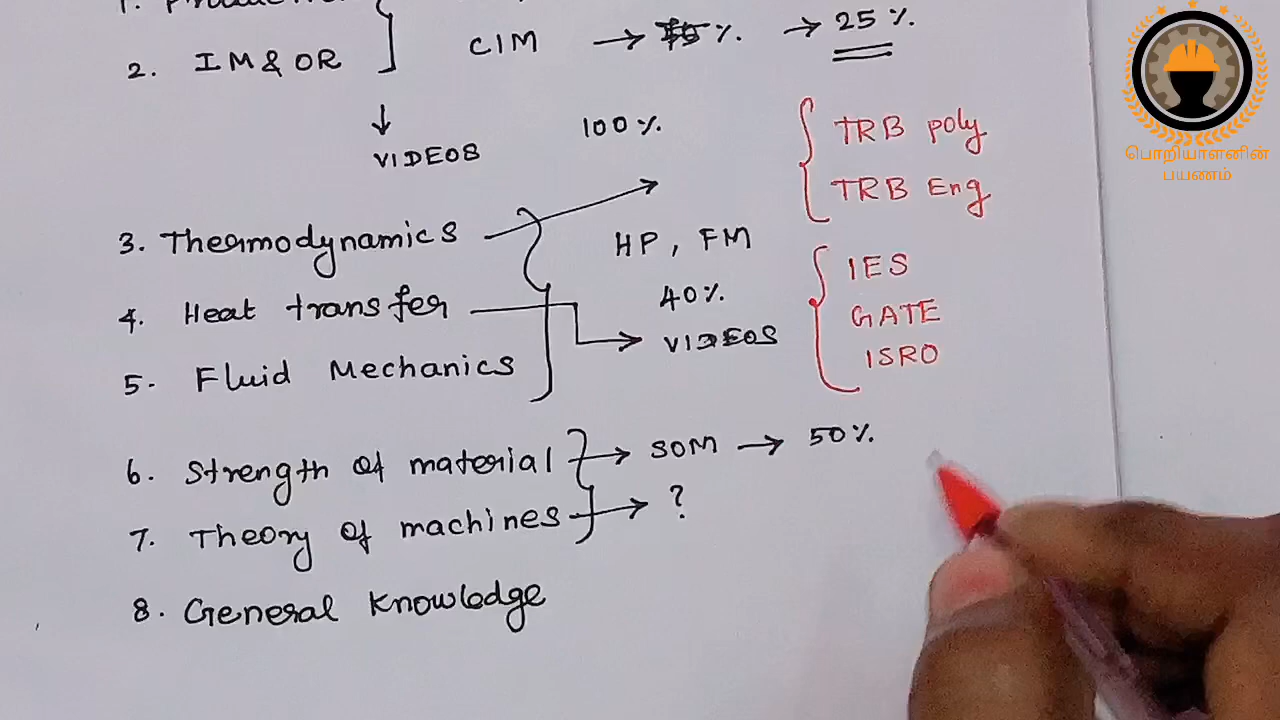 1.
2. IM & OR CIM → % → 25 %.
↓
VIDEOS 100 %.
TRB poly
TRB Eng
3. Thermodynamics
HP, FM
4. Heat transfer 40 %. VIDEOS
5. Fluid Mechanics
IES
GATE
ISRO
6. Strength of material → SOM → 50 %.
7. Theory of machines → ?
8. General Knowledge
பொறியாளனின்
பயணம்